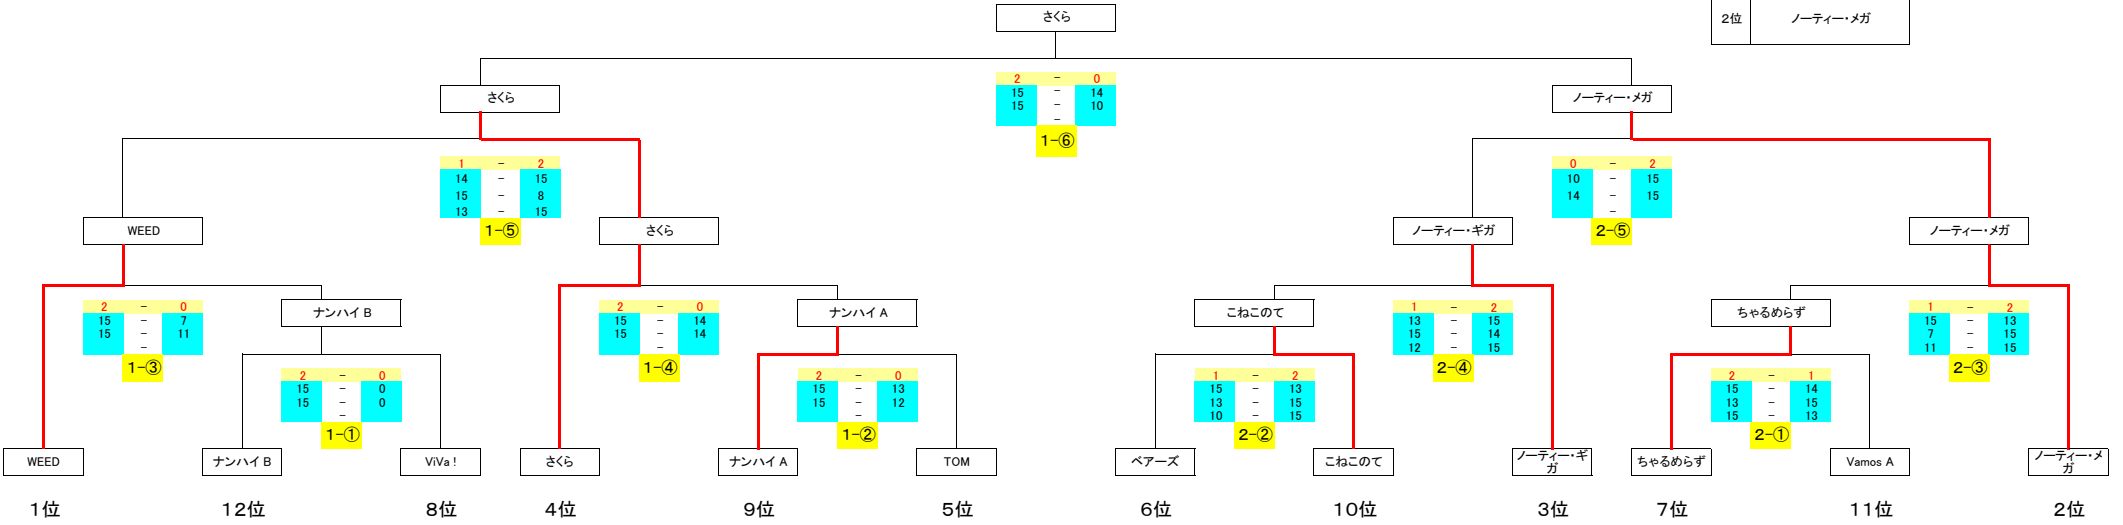 さくら
2位 ノーティー・メガ
さくら
2 - 0
15 - 14
15 - 10
-
1-⑥
ノーティー・メガ
1 - 2
14 - 15
15 - 8
13 - 15
1-⑤
0 - 2
10 - 15
14 - 15
-
2-⑤
WEED
さくら
ノーティー・ギガ
ノーティー・メガ
2 - 0
15 - 7
15 - 11
-
1-③
ナンハイ B
2 - 0
15 - 14
15 - 14
-
1-④
ナンハイ A
こねこのて
1 - 2
13 - 15
15 - 14
12 - 15
2-④
ちゃるめらず
1 - 2
15 - 13
7 - 15
11 - 15
2-③
2 - 0
15 - 0
15 - 0
-
1-①
2 - 0
15 - 13
15 - 12
-
1-②
1 - 2
15 - 13
13 - 15
10 - 15
2-②
2 - 1
15 - 14
13 - 15
15 - 13
2-①
WEED
ナンハイ B
ViVa !
さくら
ナンハイ A
TOM
ベアーズ
こねこのて
ノーティー・ギ
ガ
ちゃるめらず
Vamos A
ノーティー・メ
ガ
1位 12位 8位 4位 9位 5位 6位 10位 3位 7位 11位 2位